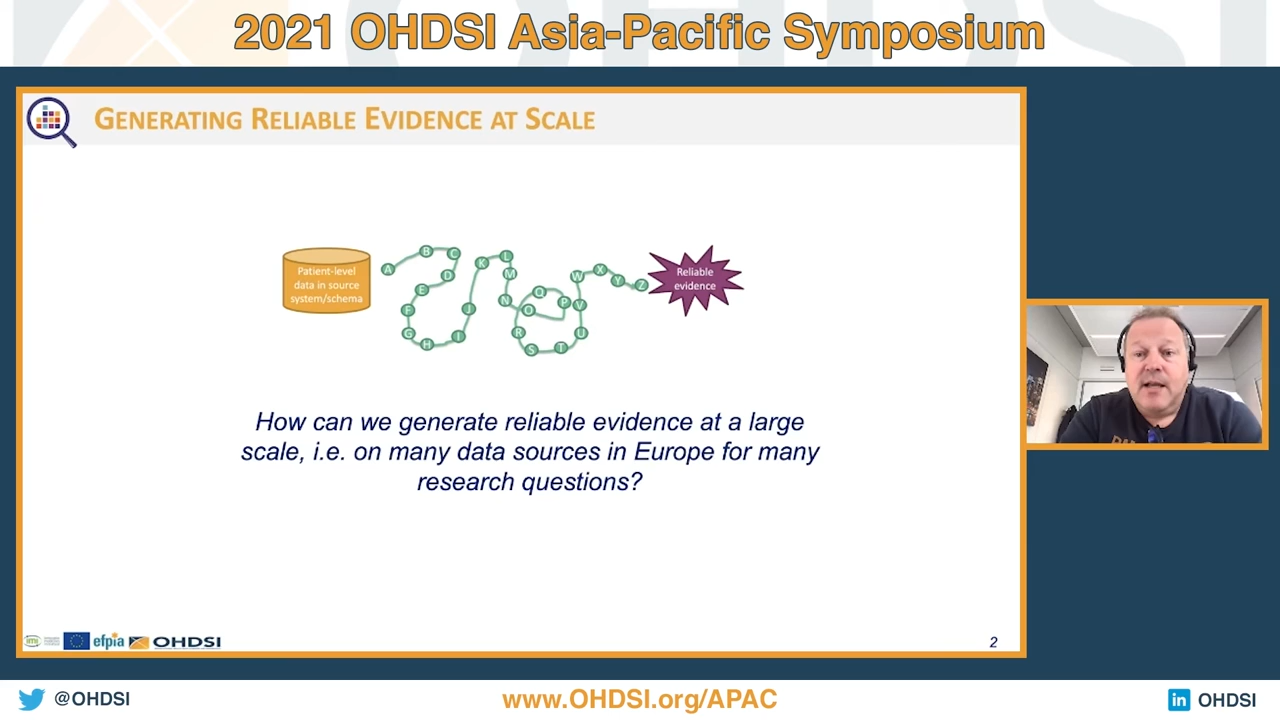 2021 OHDSI Asia-Pacific Symposium
GENERATING RELIABLE EVIDENCE AT SCALE
Patient-level
data in source
system/schema
A
B
C
D
E
F
G
H
I
J
K
L
M
N
O
P
Q
R
S
T
U
V
W
X
Y
Z
Reliable
evidence
How can we generate reliable evidence at a large
scale, i.e. on many data sources in Europe for many
research questions?
imi
efpia
OHDSI
2
@OHDSI
www.OHDSI.org/APAC
in OHDSI